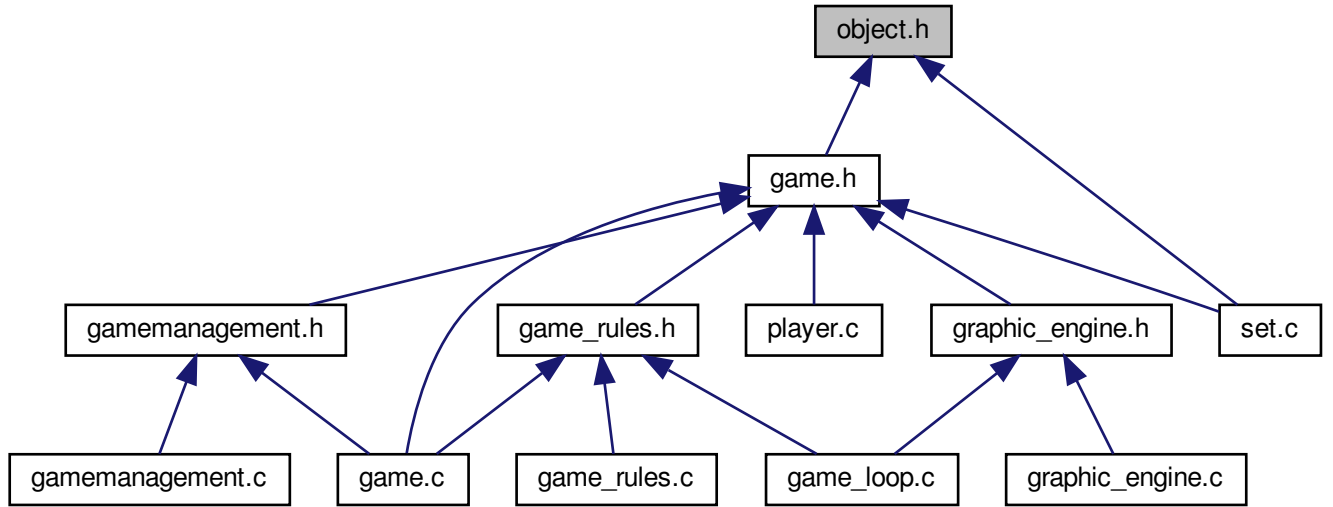 object.h
game.h
gamemanagement.h
game_rules.h
player.c
graphic_engine.h
set.c
gamemanagement.c
game.c
game_rules.c
game_loop.c
graphic_engine.c